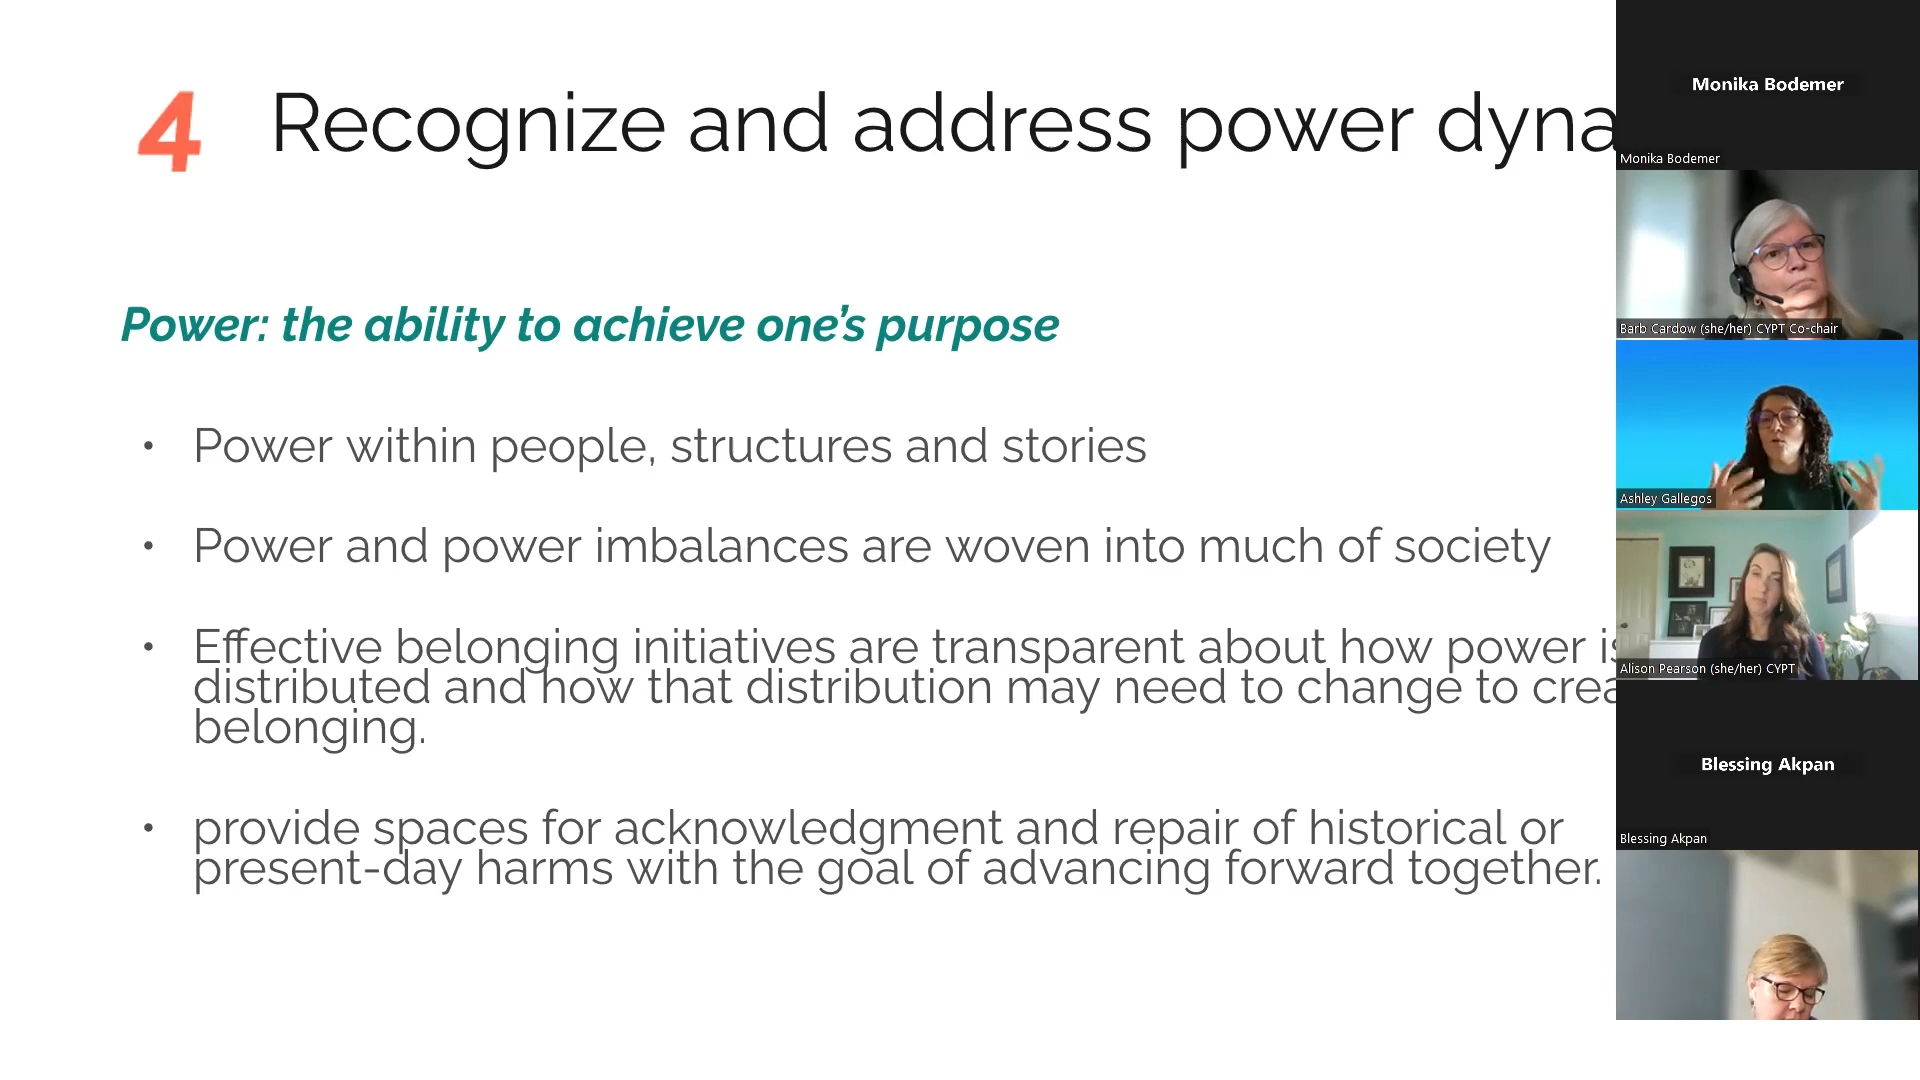 4 Recognize and address power dyna
Power: the ability to achieve one’s purpose
• Power within people, structures and stories
• Power and power imbalances are woven into much of society
• Effective belonging initiatives are transparent about how power is
distributed and how that distribution may need to change to crea
belonging.
• provide spaces for acknowledgment and repair of historical or
present-day harms with the goal of advancing forward together.
Monika Bodemer
Monika Bodemer
Barb Cardow (she/her) CYPT Co-chair
Ashley Gallegos
Alison Pearson (she/her) CYPT
Blessing Akpan
Blessing Akpan